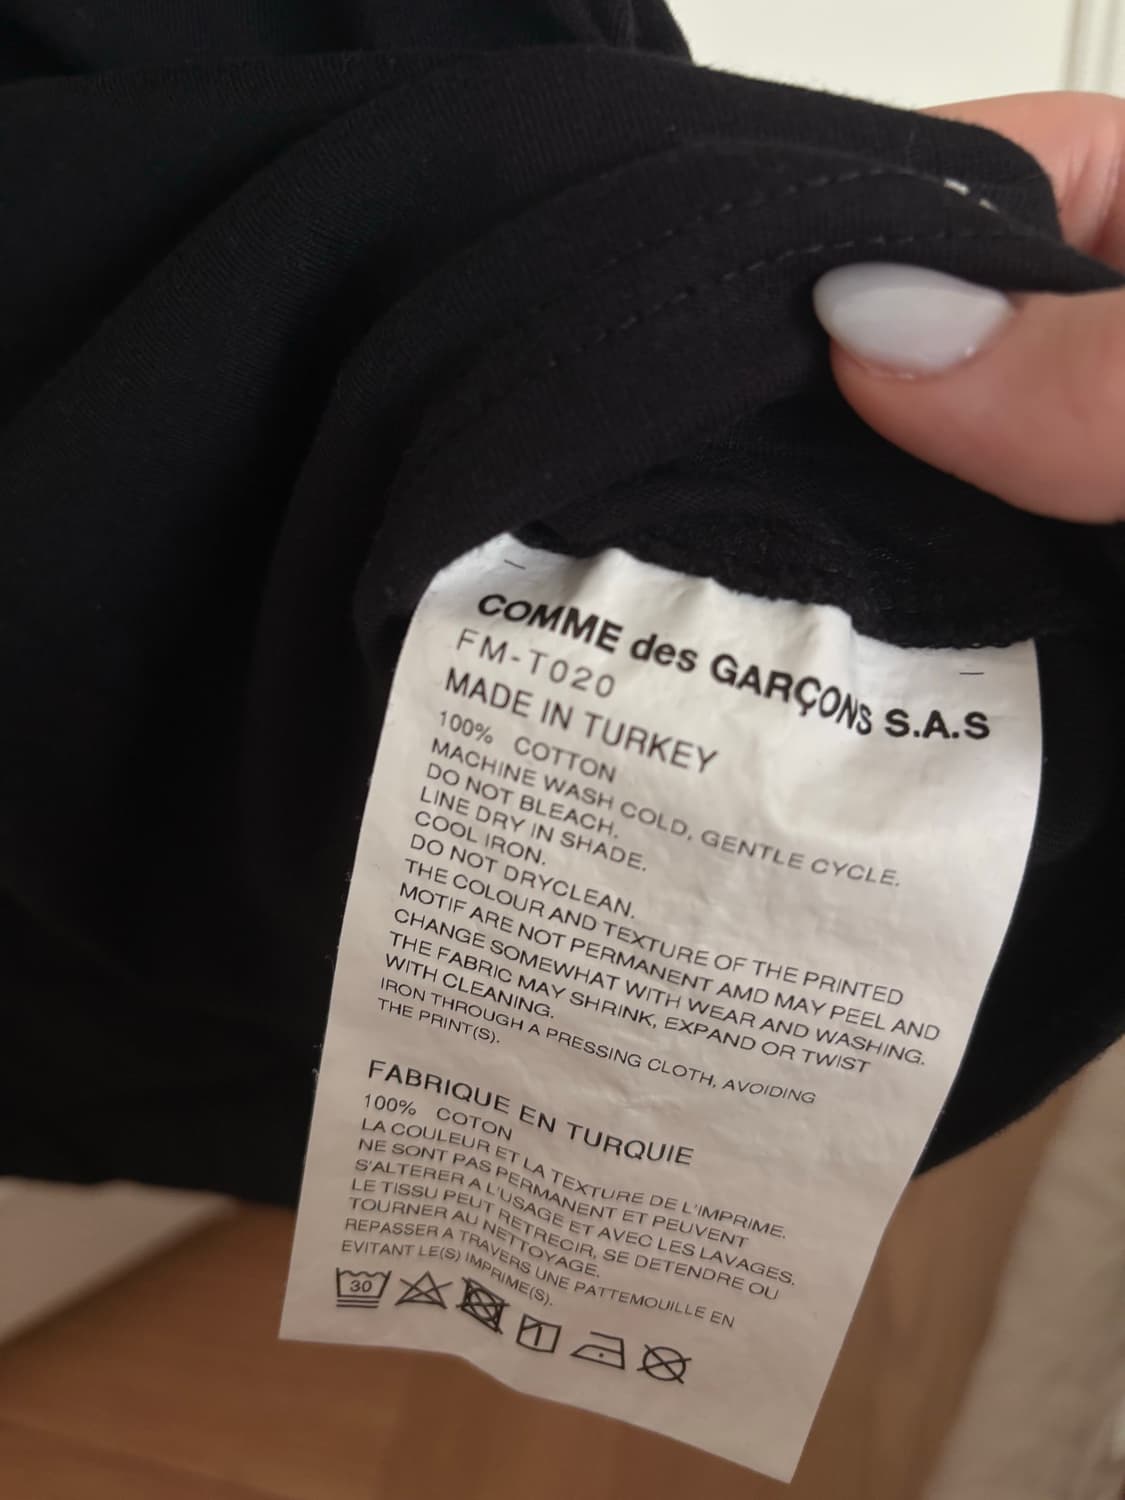 COMME des GARÇONS S.A.S
FM-T020
MADE IN TURKEY
100% COTTON
MACHINE WASH COLD, GENTLE CYCLE.
DO NOT BLEACH.
LINE DRY IN SHADE.
COOL IRON.
DO NOT DRYCLEAN.
THE COLOUR AND TEXTURE OF THE PRINTED
MOTIF ARE NOT PERMANENT AMD MAY PEEL AND
CHANGE SOMEWHAT WITH WEAR AND WASHING.
THE FABRIC MAY SHRINK, EXPAND OR TWIST
WITH CLEANING.
IRON THROUGH A PRESSING CLOTH, AVOIDING
THE PRINT(S).
FABRIQUE EN TURQUIE
100% COTON
LA COULEUR ET LA TEXTURE DE L'IMPRIME.
NE SONT PAS PERMANENT ET PEUVENT
S'ALTERER A L'USAGE ET AVEC LES LAVAGES.
LE TISSU PEUT RETRECIR, SE DETENDRE OU
TOURNER AU NETTOYAGE.
REPASSER A TRAVERS UNE PATTEMOUILLE EN
EVITANT LE(S) IMPRIME(S).
30